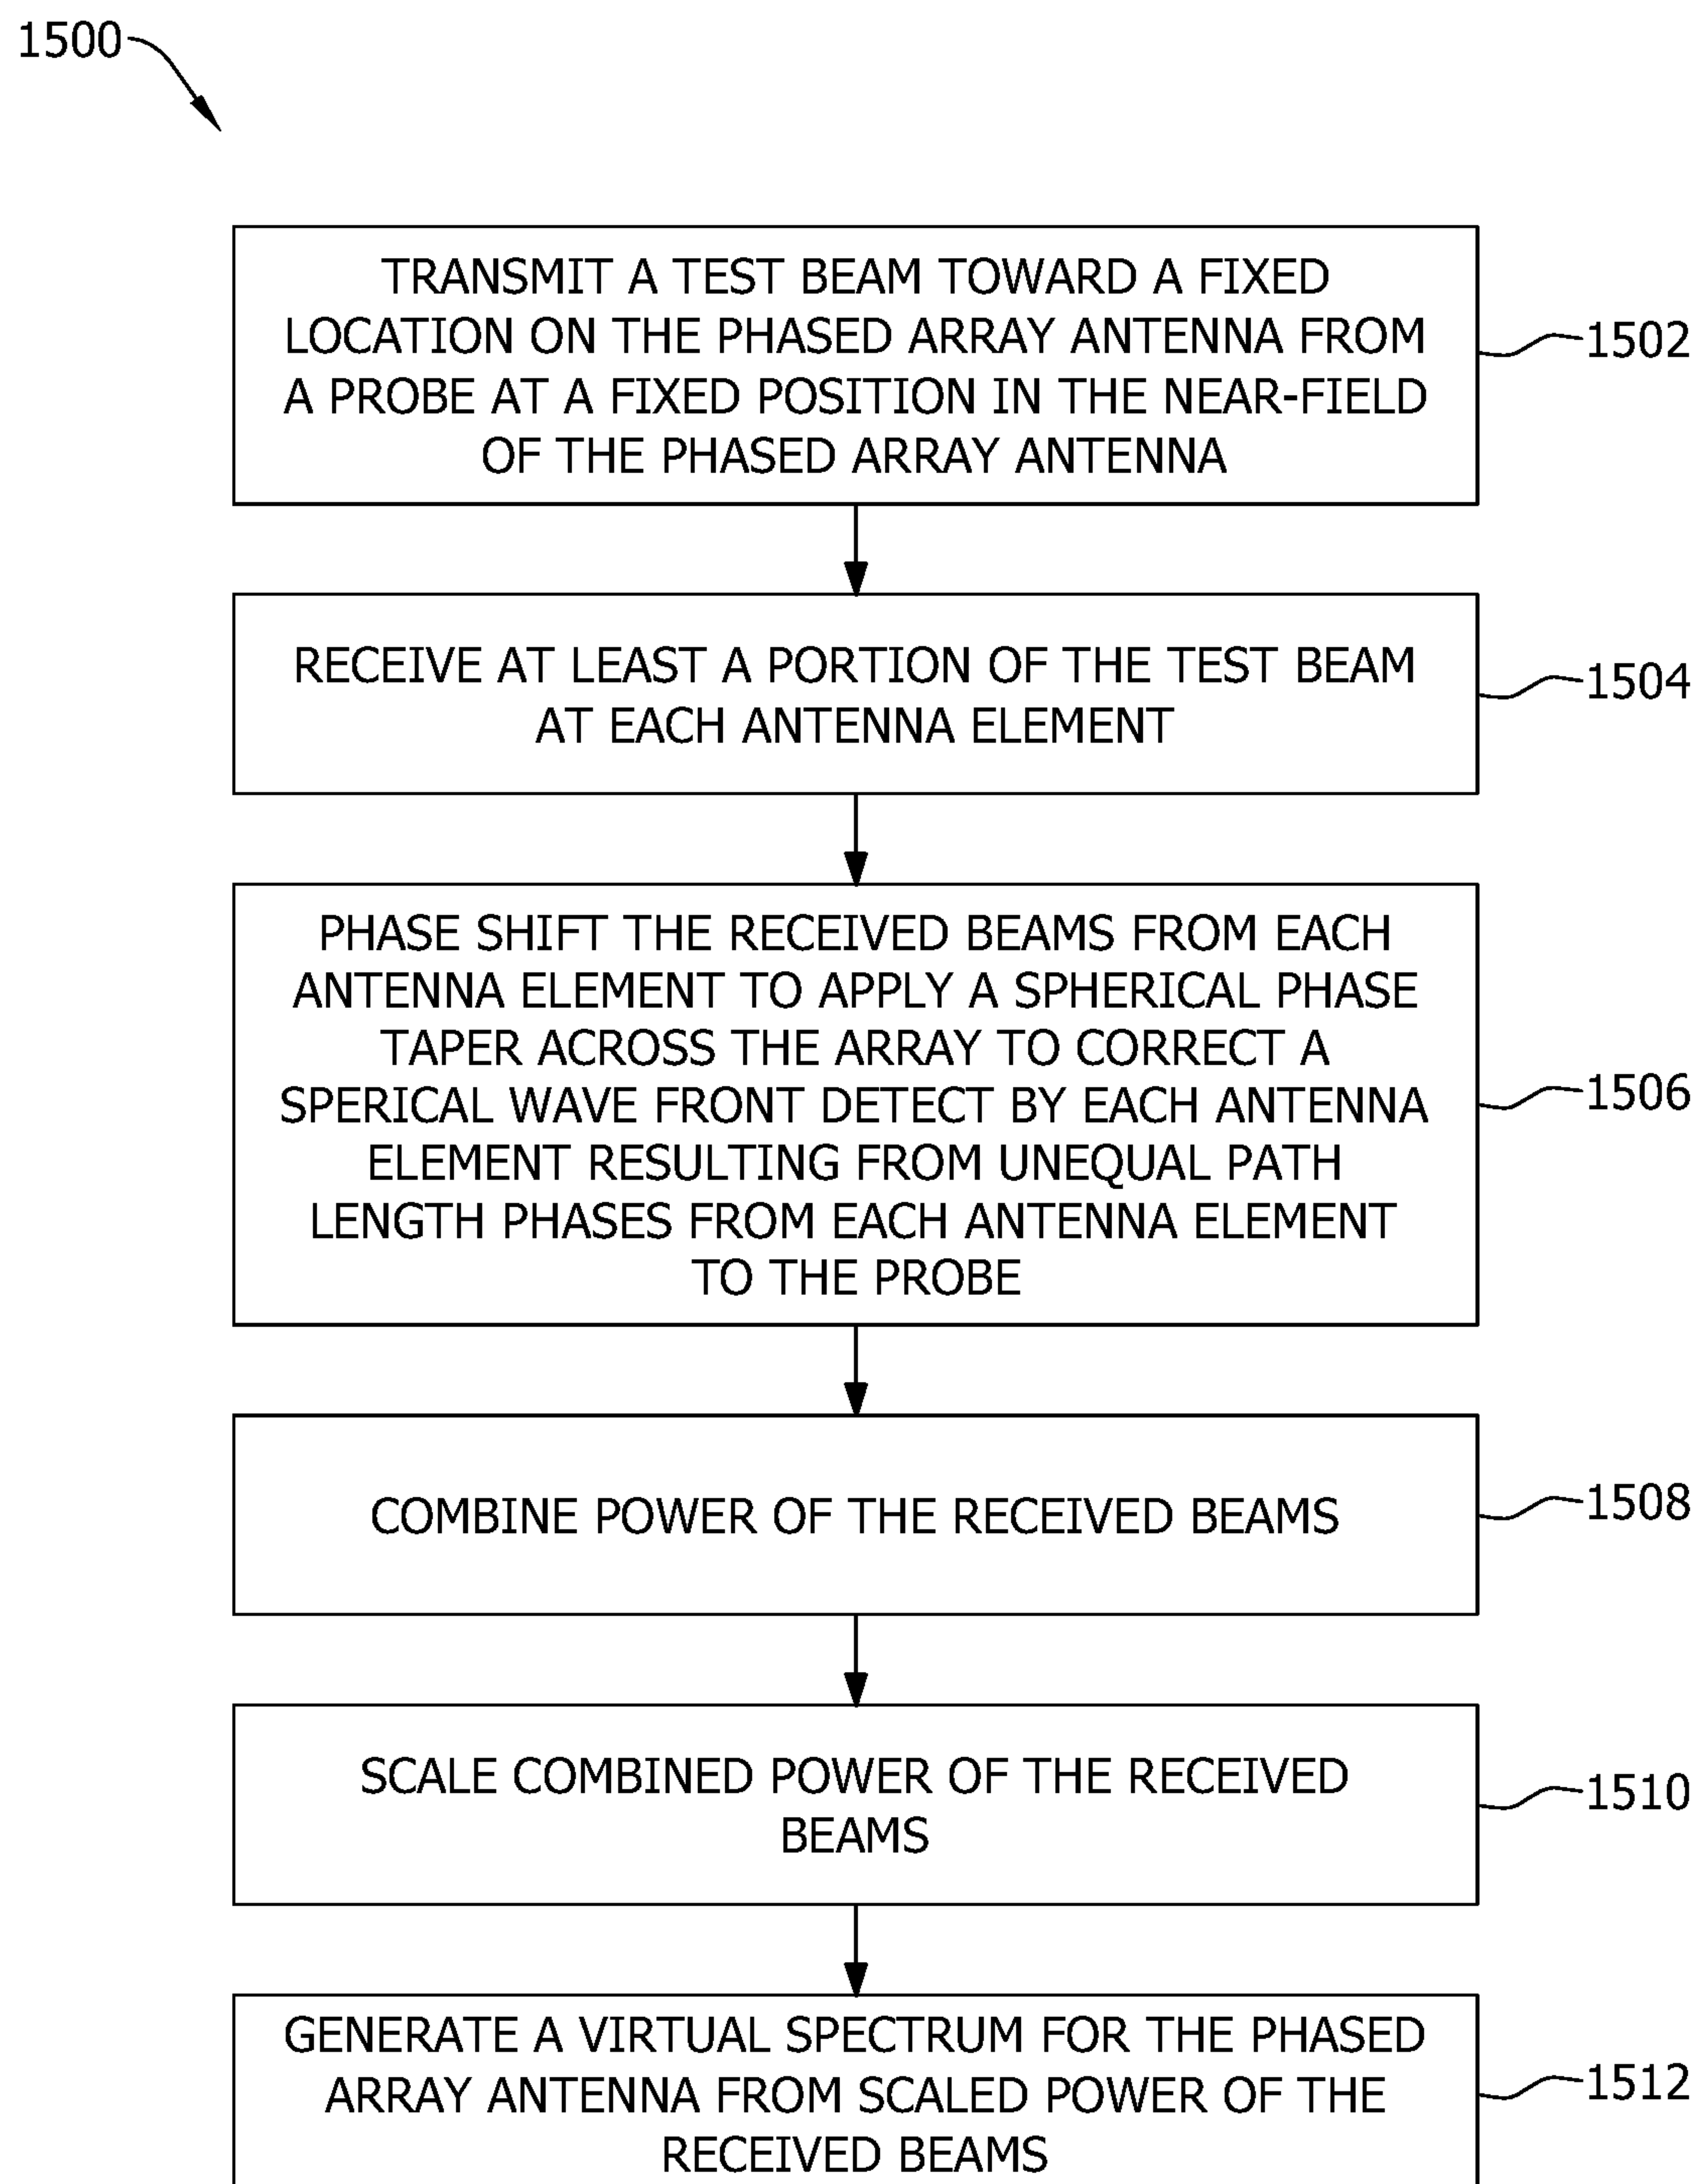 1500
TRANSMIT A TEST BEAM TOWARD A FIXED
LOCATION ON THE PHASED ARRAY ANTENNA FROM
A PROBE AT A FIXED POSITION IN THE NEAR-FIELD
OF THE PHASED ARRAY ANTENNA
1502
RECEIVE AT LEAST A PORTION OF THE TEST BEAM
AT EACH ANTENNA ELEMENT
1504
PHASE SHIFT THE RECEIVED BEAMS FROM EACH
ANTENNA ELEMENT TO APPLY A SPHERICAL PHASE
TAPER ACROSS THE ARRAY TO CORRECT A
SPERICAL WAVE FRONT DETECT BY EACH ANTENNA
ELEMENT RESULTING FROM UNEQUAL PATH
LENGTH PHASES FROM EACH ANTENNA ELEMENT
TO THE PROBE
1506
COMBINE POWER OF THE RECEIVED BEAMS
1508
SCALE COMBINED POWER OF THE RECEIVED
BEAMS
1510
GENERATE A VIRTUAL SPECTRUM FOR THE PHASED
ARRAY ANTENNA FROM SCALED POWER OF THE
RECEIVED BEAMS
1512